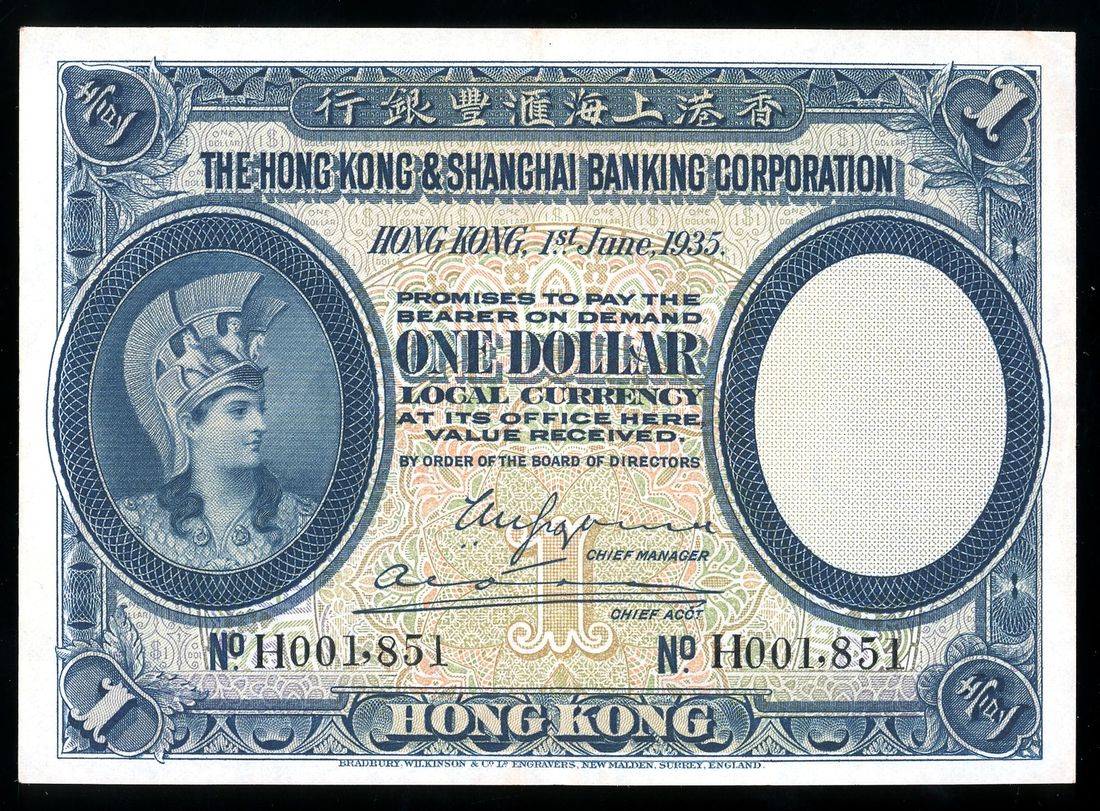 行銀豐滙海上港香
1
THE HONG KONG & SHANGHAI BANKING CORPORATION
HONG KONG, 1st June, 1935.
PROMISES TO PAY THE
BEARER ON DEMAND
ONE DOLLAR
LOCAL CURRENCY
AT ITS OFFICE HERE
VALUE RECEIVED.
BY ORDER OF THE BOARD OF DIRECTORS
CHIEF MANAGER
1
CHIEF ACCT
No. H001,851 No. H001,851
1
HONG KONG
BRADBURY, WILKINSON & Co. Ld. ENGRAVERS, NEW MALDEN, SURREY, ENGLAND.